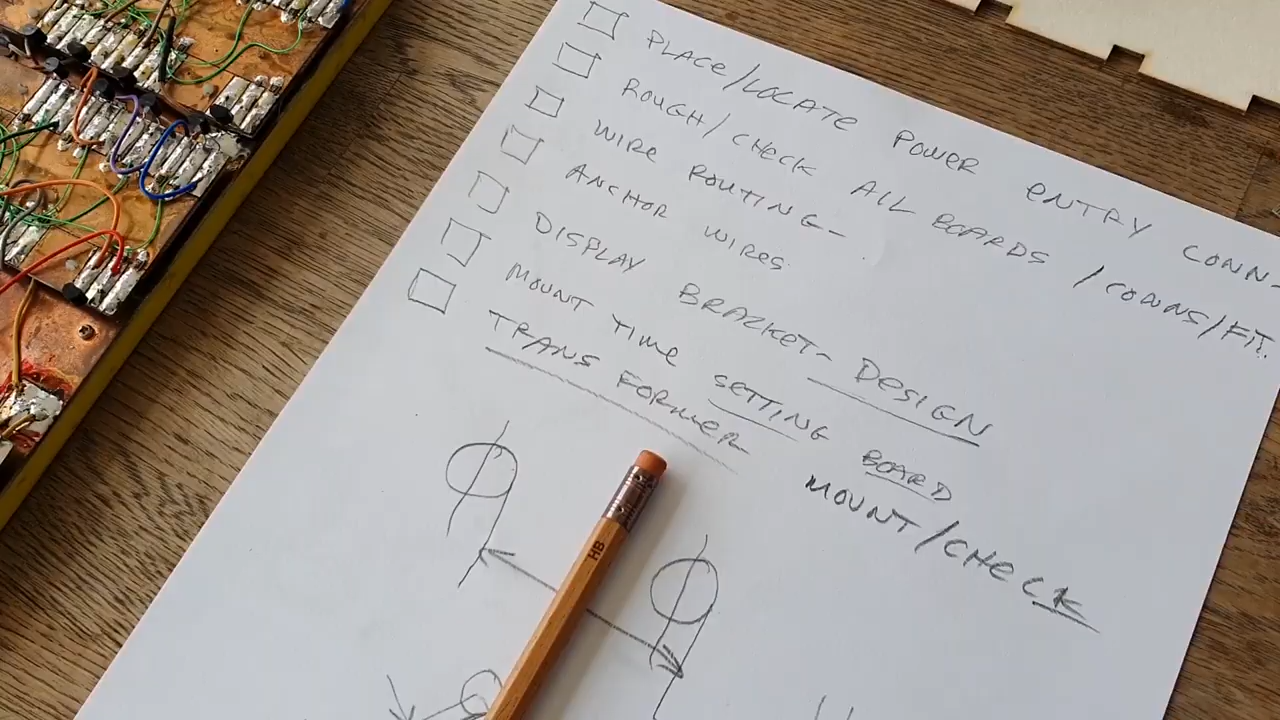 PLACE/LOCATE POWER ENTRY CONN-
ROUGH/CHECK ALL BOARDS/CONNS/FIT.
WIRE ROUTING-
ANCHOR WIRES
DISPLAY BRAZKET- DESIGN
MOUNT TIME SETTING BOARD
TRANSFORMER MOUNT/CHECK
HB